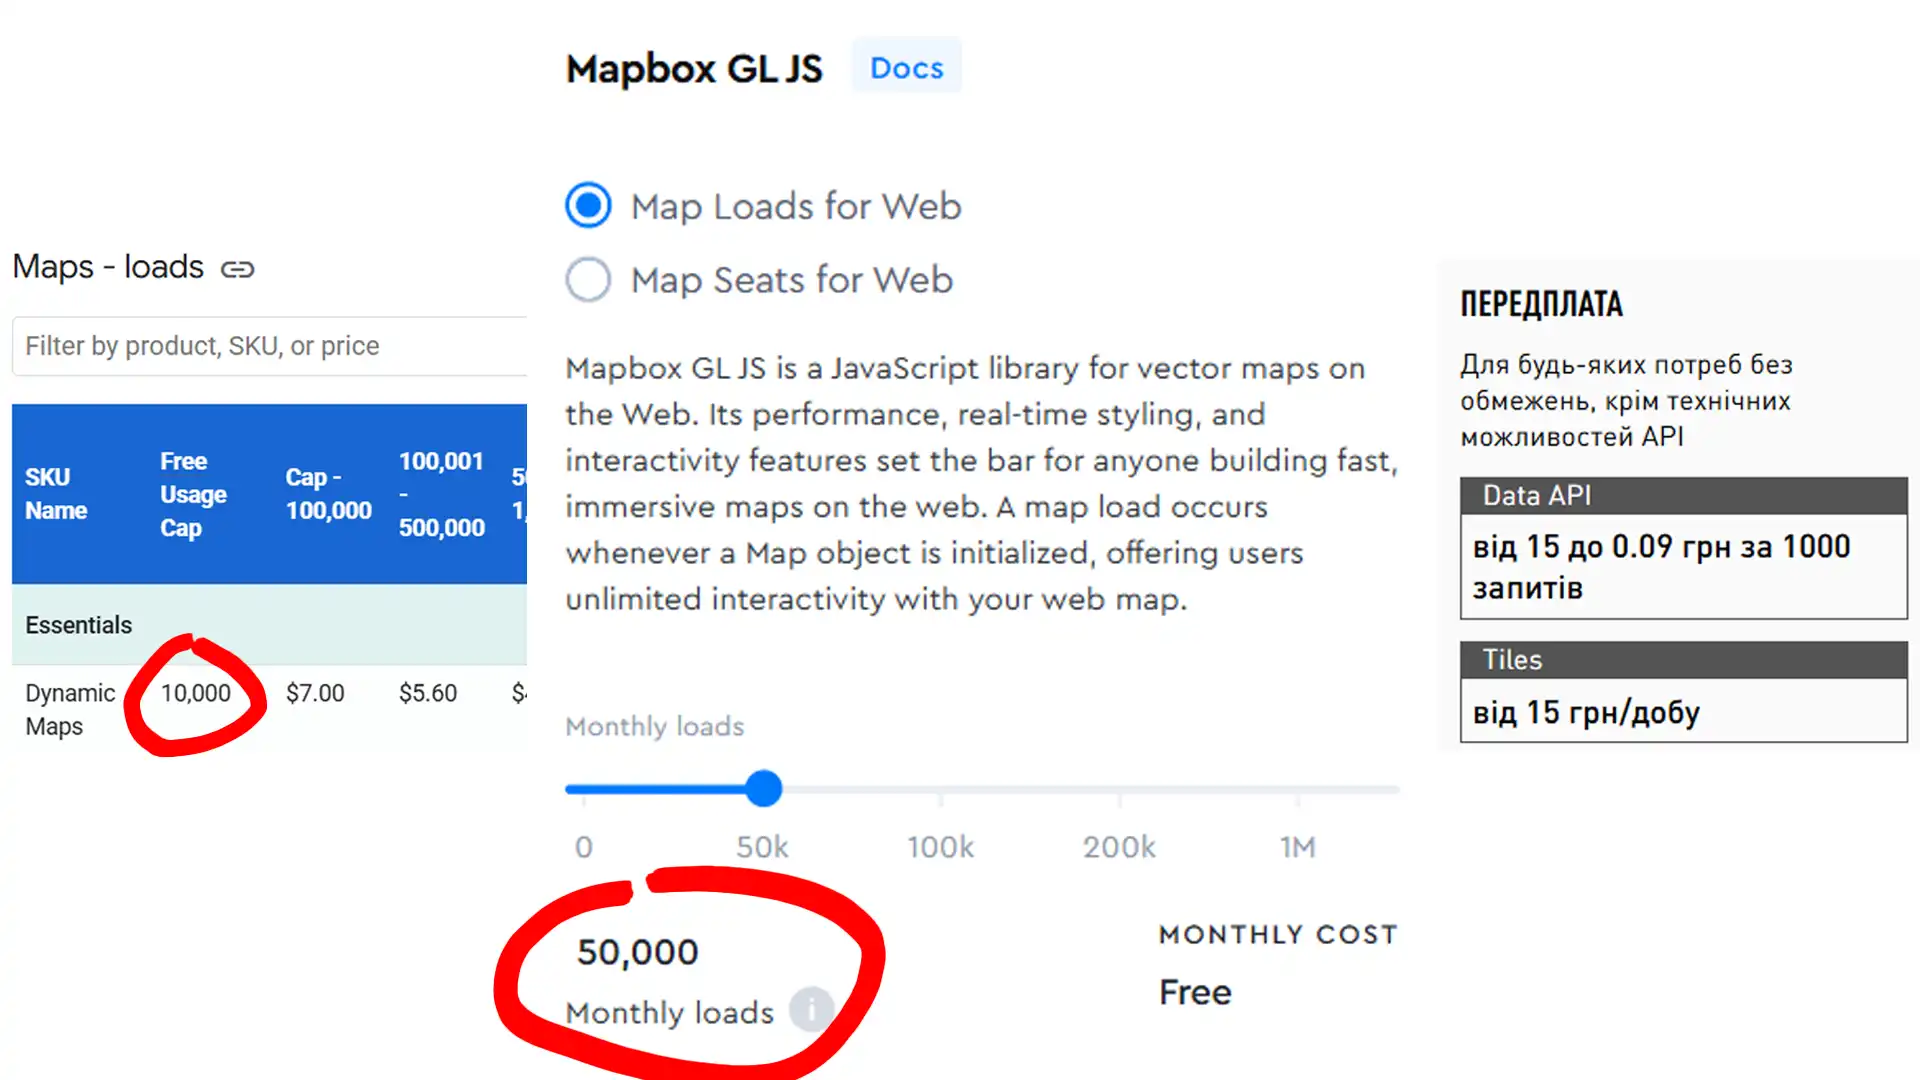 Maps - loads
Filter by product, SKU, or price
SKU Name
Free Usage Cap
Cap - 100,000
100,001 - 500,000
Essentials
Dynamic Maps
10,000
$7.00
$5.60
Mapbox GL JS
Docs
Map Loads for Web
Map Seats for Web
Mapbox GL JS is a JavaScript library for vector maps on
the Web. Its performance, real-time styling, and
interactivity features set the bar for anyone building fast,
immersive maps on the web. A map load occurs
whenever a Map object is initialized, offering users
unlimited interactivity with your web map.
Monthly loads
0 50k 100k 200k 1M
50,000
Monthly loads
MONTHLY COST
Free
ПЕРЕДПЛАТА
Для будь-яких потреб без
обмежень, крім технічних
можливостей API
Data API
від 15 до 0.09 грн за 1000
запитів
Tiles
від 15 грн/добу